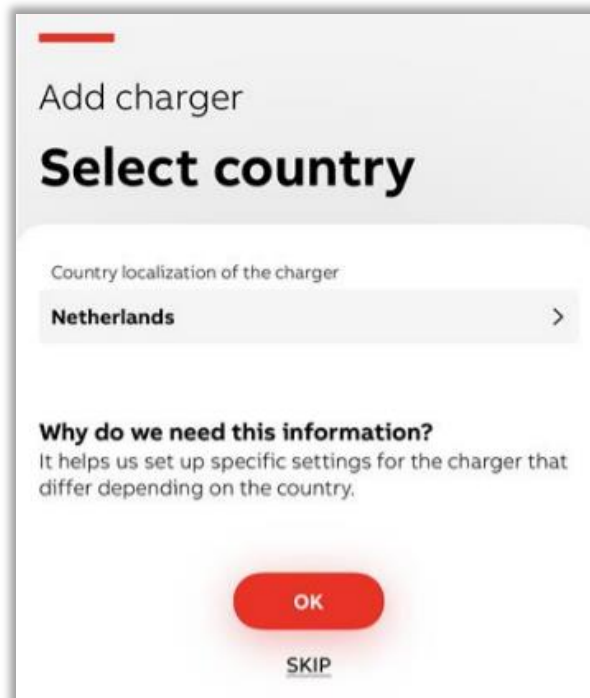 Add charger
Select country
Country localization of the charger
Netherlands
Why do we need this information?
It helps us set up specific settings for the charger that
differ depending on the country.
OK
SKIP